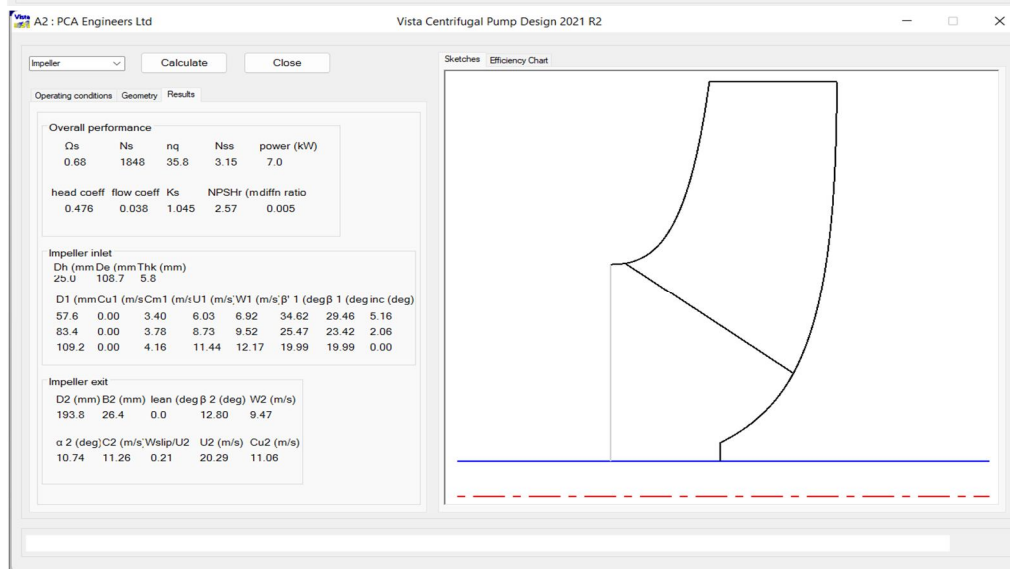 Vista A2 : PCA Engineers Ltd Vista Centrifugal Pump Design 2021 R2
Impeller Calculate Close
Operating conditions Geometry Results
Overall performance
Ωs Ns nq Nss power (kW)
0.68 1848 35.8 3.15 7.0
head coeff flow coeff Ks NPSHr (m diffn ratio
0.476 0.038 1.045 2.57 0.005
Impeller inlet
Dh (mm De (mm Thk (mm)
25.0 108.7 5.8
D1 (mm Cu1 (m/s Cm1 (m/s U1 (m/s) W1 (m/s) β' 1 (deg β 1 (deg inc (deg)
57.6 0.00 3.40 6.03 6.92 34.62 29.46 5.16
83.4 0.00 3.78 8.73 9.52 25.47 23.42 2.06
109.2 0.00 4.16 11.44 12.17 19.99 19.99 0.00
Impeller exit
D2 (mm) B2 (mm) lean (deg β 2 (deg) W2 (m/s)
193.8 26.4 0.0 12.80 9.47
α 2 (deg) C2 (m/s) Wslip/U2 U2 (m/s) Cu2 (m/s)
10.74 11.26 0.21 20.29 11.06
Sketches Efficiency Chart